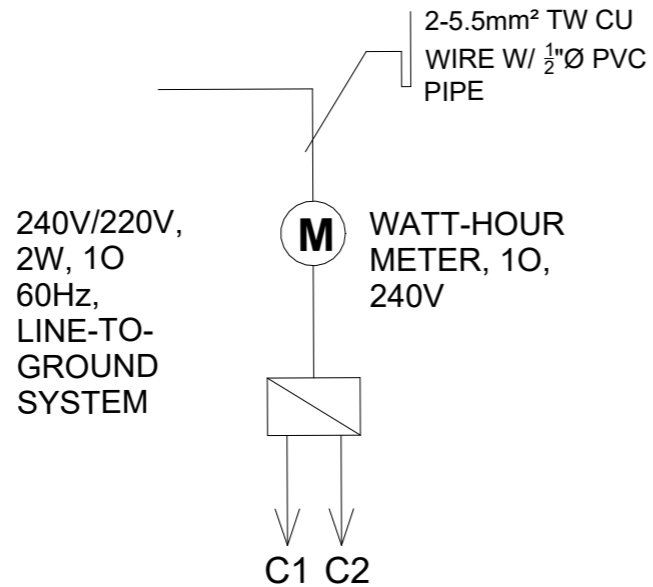 2-5.5mm² TW CU
WIRE W/ ½"Ø PVC
PIPE
240V/220V,
2W, 1O
60Hz,
LINE-TO-
GROUND
SYSTEM
M
WATT-HOUR
METER, 1O,
240V
C1 C2